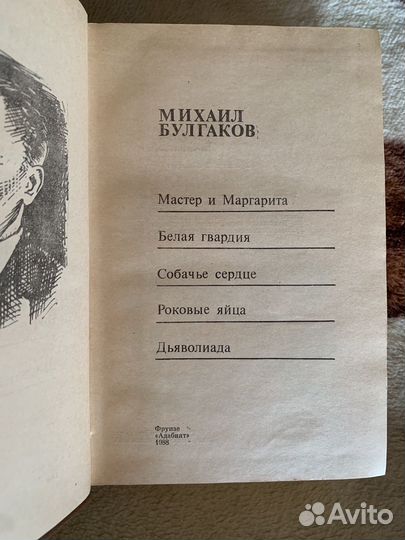 МИХАИЛ
БУЛГАКОВ
Мастер и Маргарита
Белая гвардия
Собачье сердце
Роковые яйца
Дьяволиада
Фрунзе
«Адабият»
1988
Avito